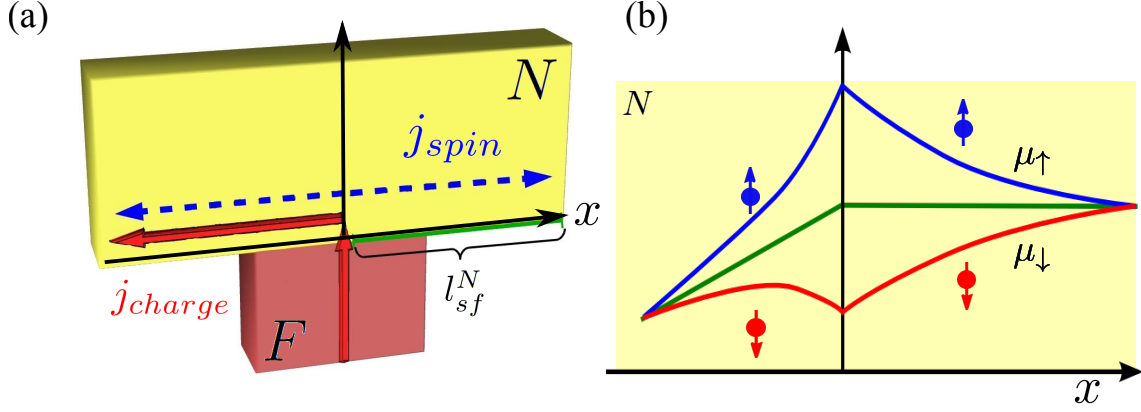 (a)
N
j_spin
x
j_charge
l_sf^N
F
(b)
N
μ↑
μ↓
x